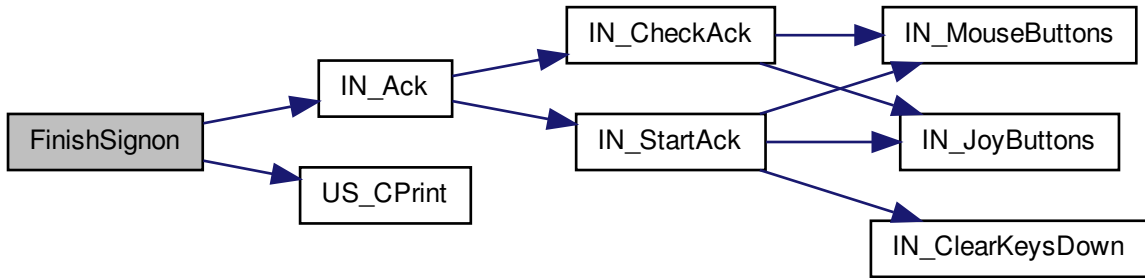 FinishSignon
IN_Ack
US_CPrint
IN_CheckAck
IN_StartAck
IN_MouseButtons
IN_JoyButtons
IN_ClearKeysDown